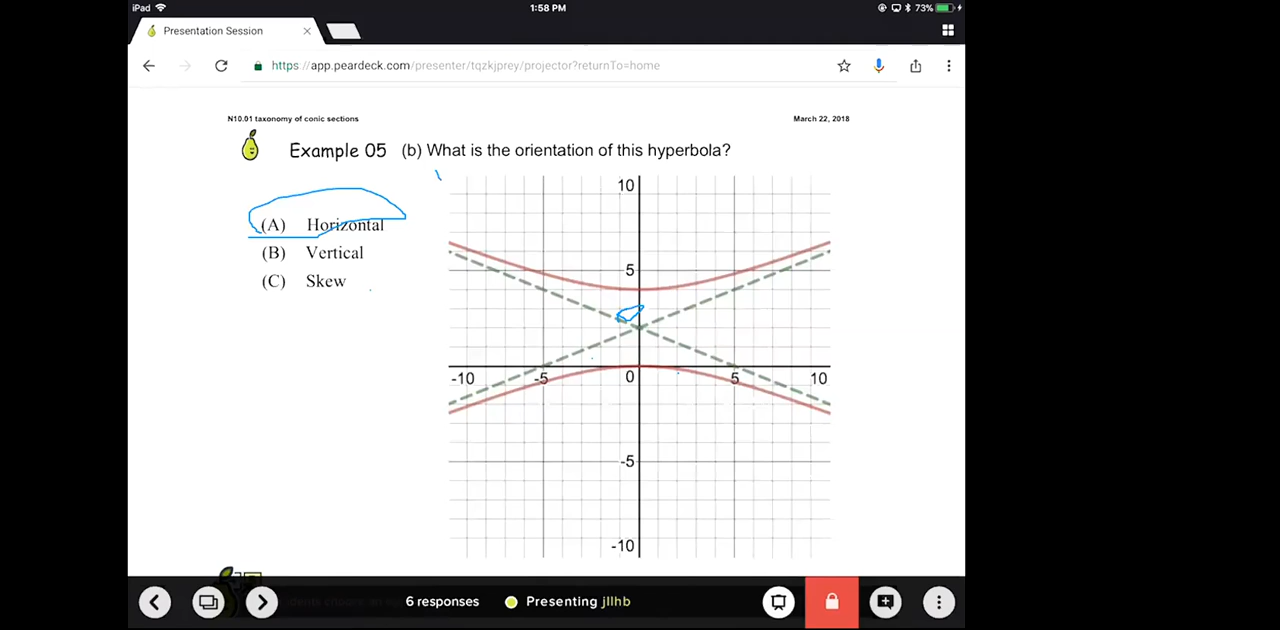 iPad 1:58 PM 73%
Presentation Session
https://app.peardeck.com/presenter/tqzkjprey/projector?returnTo=home
N10.01 taxonomy of conic sections March 22, 2018
Example 05 (b) What is the orientation of this hyperbola?
(A) Horizontal
(B) Vertical
(C) Skew
10
5
-10 -5 0 5 10
-5
-10
6 responses Presenting jllhb